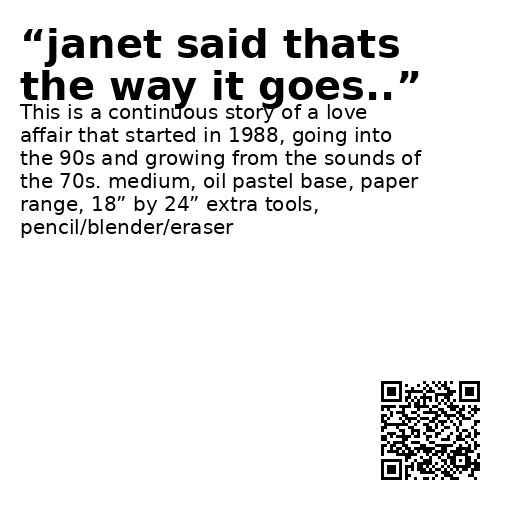 “janet said thats
the way it goes..”
This is a continuous story of a love
affair that started in 1988, going into
the 90s and growing from the sounds of
the 70s. medium, oil pastel base, paper
range, 18” by 24” extra tools,
pencil/blender/eraser